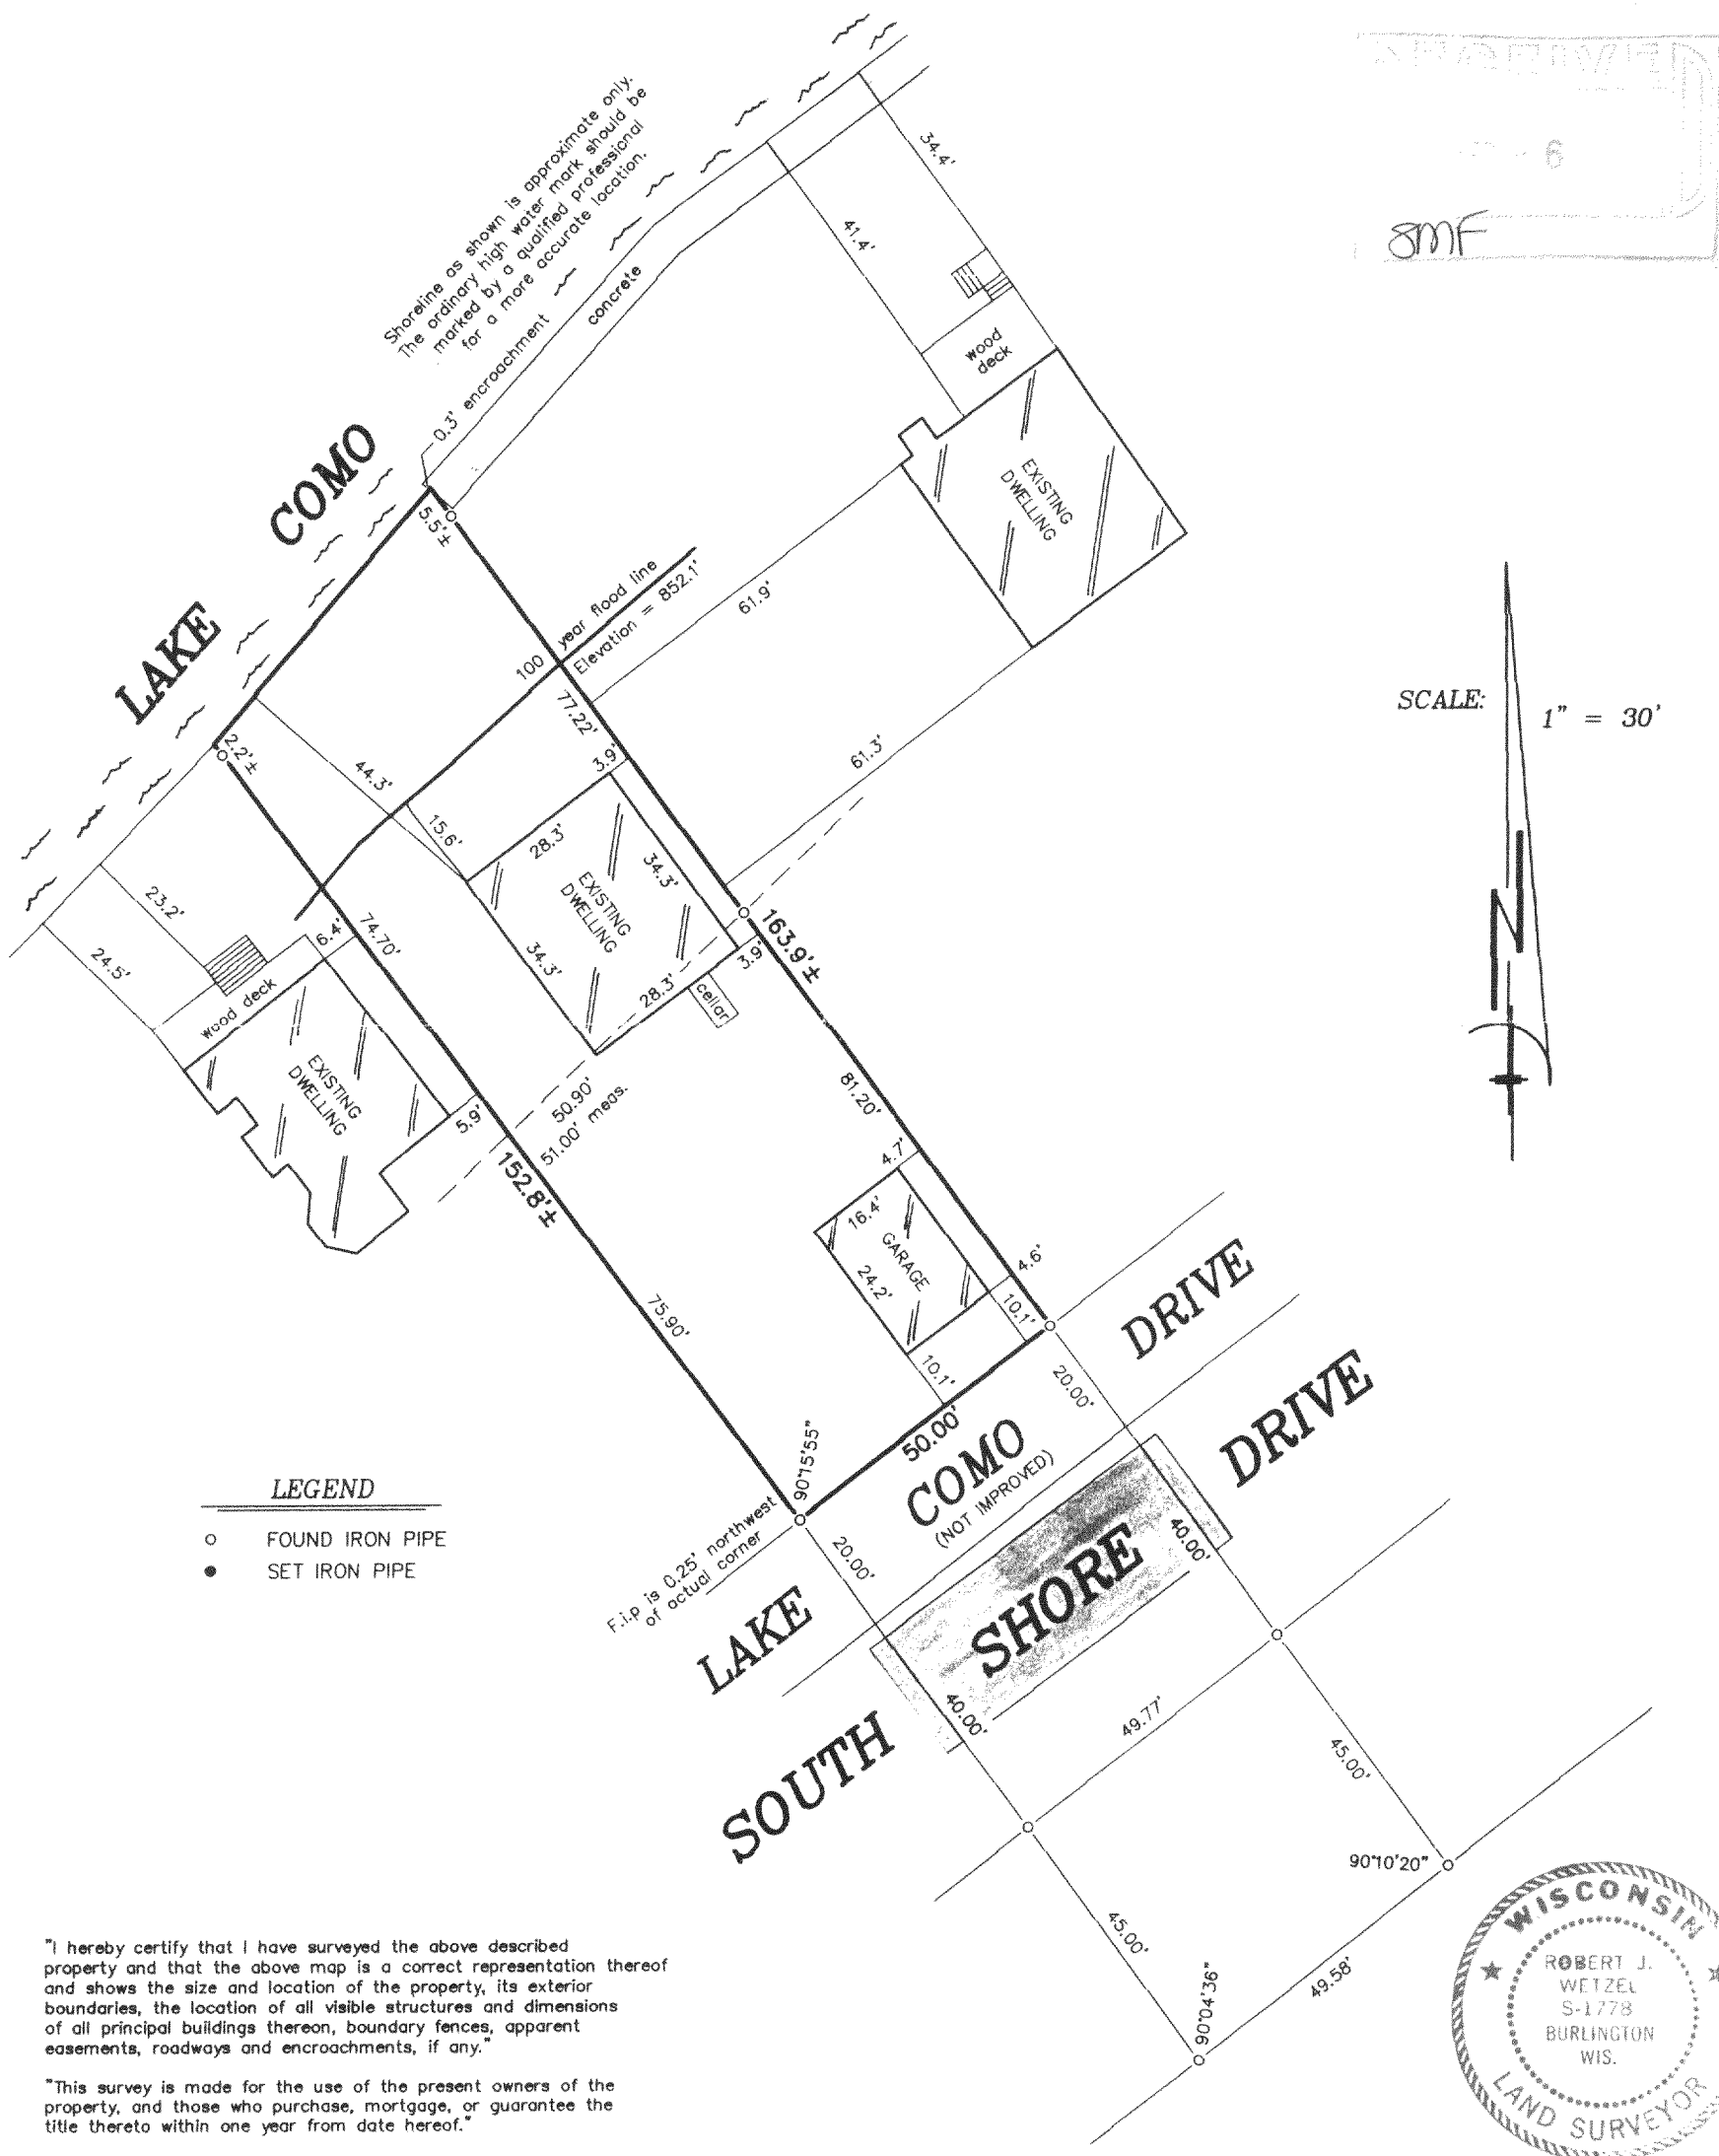 RECEIVED
6
8MF
Shoreline as shown is approximate only.
The ordinary high water mark should be
marked by a qualified professional
for a more accurate location.
0.3' encroachment
concrete
34.4'
41.4'
wood
deck
EXISTING
DWELLING
LAKE COMO
5.5'±
100 year flood line
Elevation = 852.1'
61.9'
77.22'
3.9'
61.3'
SCALE:
1" = 30'
N
2.2'±
44.3'
15.6'
28.3'
34.3'
EXISTING
DWELLING
34.3'
28.3'
3.9'
cellar
163.9'±
23.2'
24.5'
6.4'
74.70'
wood deck
EXISTING
DWELLING
5.9'
50.90'
51.00' meas.
152.8'±
81.20'
4.7'
16.4'
GARAGE
24.2'
4.6'
10.1'
10.1'
75.90'
50.00'
90°15'55"
F.i.p is 0.25' northwest
of actual corner
20.00'
20.00'
LAKE COMO DRIVE
(NOT IMPROVED)
SOUTH SHORE DRIVE
40.00'
40.00'
49.77'
45.00'
45.00'
90°10'20"
90°04'36"
49.58'
LEGEND
FOUND IRON PIPE
SET IRON PIPE
"I hereby certify that I have surveyed the above described
property and that the above map is a correct representation thereof
and shows the size and location of the property, its exterior
boundaries, the location of all visible structures and dimensions
of all principal buildings thereon, boundary fences, apparent
easements, roadways and encroachments, if any."
"This survey is made for the use of the present owners of the
property, and those who purchase, mortgage, or guarantee the
title thereto within one year from date hereof."
WISCONSIN
ROBERT J.
WETZEL
S-1778
BURLINGTON
WIS.
LAND SURVEYOR